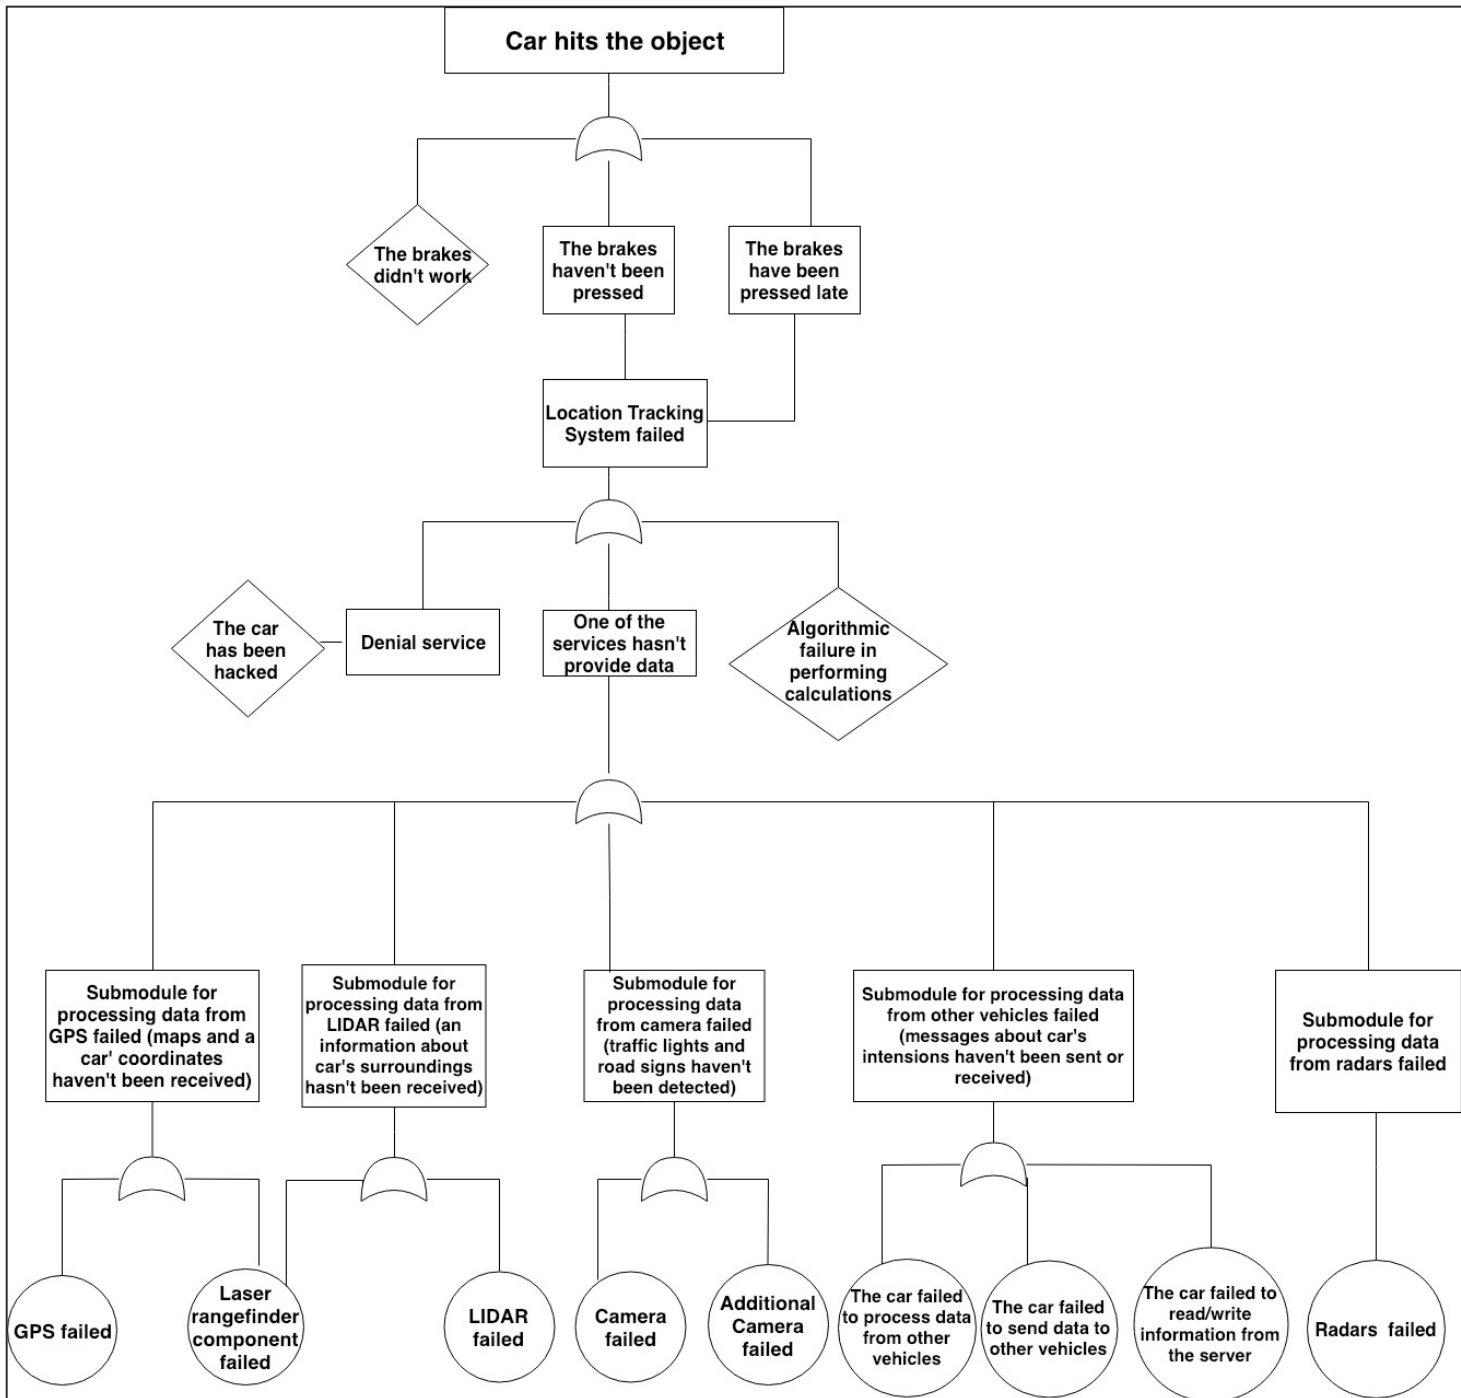 Car hits the object
The brakes
didn't work
The brakes
haven't been
pressed
The brakes
have been
pressed late
Location Tracking
System failed
The car
has been
hacked
Denial service
One of the
services hasn't
provide data
Algorithmic
failure in
performing
calculations
Submodule for
processing data from
GPS failed (maps and a
car' coordinates
haven't been received)
Submodule for
processing data from
LIDAR failed (an
information about
car's surroundings
hasn't been received)
Submodule for
processing data
from camera failed
(traffic lights and
road signs haven't
been detected)
Submodule for processing data
from other vehicles failed
(messages about car's
intensions haven't been sent or
received)
Submodule for
processing data
from radars failed
GPS failed
Laser
rangefinder
component
failed
LIDAR
failed
Camera
failed
Additional
Camera
failed
The car failed
to process data
from other
vehicles
The car failed
to send data to
other vehicles
The car failed to
read/write
information from
the server
Radars failed